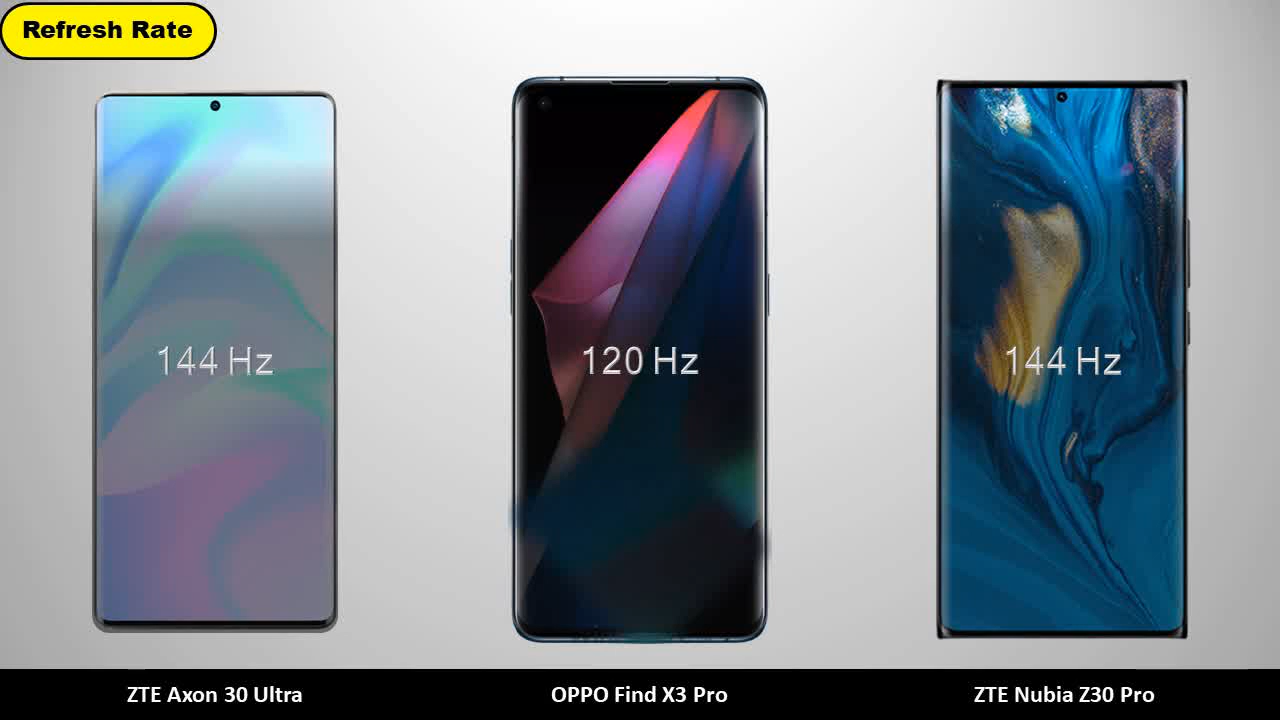 Refresh Rate
144 Hz
120 Hz
144 Hz
ZTE Axon 30 Ultra
OPPO Find X3 Pro
ZTE Nubia Z30 Pro